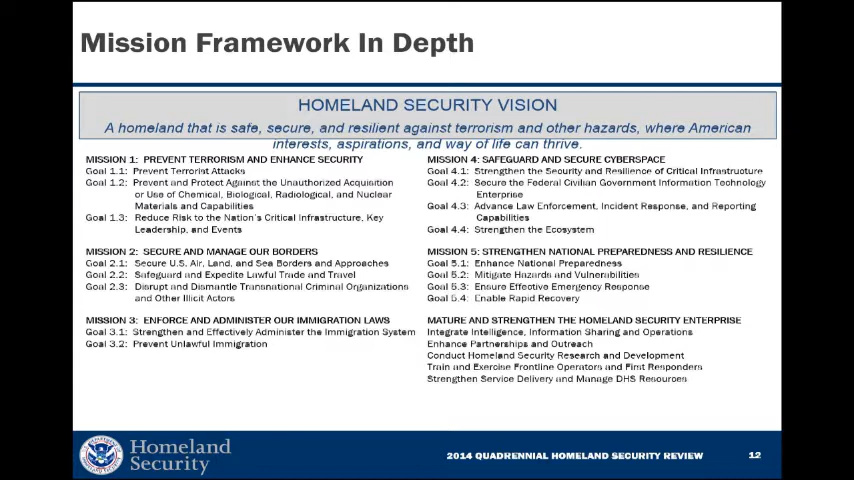 Mission Framework In Depth
HOMELAND SECURITY VISION
A homeland that is safe, secure, and resilient against terrorism and other hazards, where American
interests, aspirations, and way of life can thrive.
MISSION 1: PREVENT TERRORISM AND ENHANCE SECURITY
Goal 1.1: Prevent Terrorist Attacks
Goal 1.2: Prevent and Protect Against the Unauthorized Acquisition
or Use of Chemical, Biological, Radiological, and Nuclear
Materials and Capabilities
Goal 1.3: Reduce Risk to the Nation's Critical Infrastructure, Key
Leadership, and Events
MISSION 2: SECURE AND MANAGE OUR BORDERS
Goal 2.1: Secure U.S. Air, Land, and Sea Borders and Approaches
Goal 2.2: Safeguard and Expedite Lawful Trade and Travel
Goal 2.3: Disrupt and Dismantle Transnational Criminal Organizations
and Other Illicit Actors
MISSION 3: ENFORCE AND ADMINISTER OUR IMMIGRATION LAWS
Goal 3.1: Strengthen and Effectively Administer the Immigration System
Goal 3.2: Prevent Unlawful Immigration
MISSION 4: SAFEGUARD AND SECURE CYBERSPACE
Goal 4.1: Strengthen the Security and Resilience of Critical Infrastructure
Goal 4.2: Secure the Federal Civilian Government Information Technology
Enterprise
Goal 4.3: Advance Law Enforcement, Incident Response, and Reporting
Capabilities
Goal 4.4: Strengthen the Ecosystem
MISSION 5: STRENGTHEN NATIONAL PREPAREDNESS AND RESILIENCE
Goal 5.1: Enhance National Preparedness
Goal 5.2: Mitigate Hazards and Vulnerabilities
Goal 5.3: Ensure Effective Emergency Response
Goal 5.4: Enable Rapid Recovery
MATURE AND STRENGTHEN THE HOMELAND SECURITY ENTERPRISE
Integrate Intelligence, Information Sharing and Operations
Enhance Partnerships and Outreach
Conduct Homeland Security Research and Development
Train and Exercise Frontline Operators and First Responders
Strengthen Service Delivery and Manage DHS Resources
Homeland
Security
2014 QUADRENNIAL HOMELAND SECURITY REVIEW 12